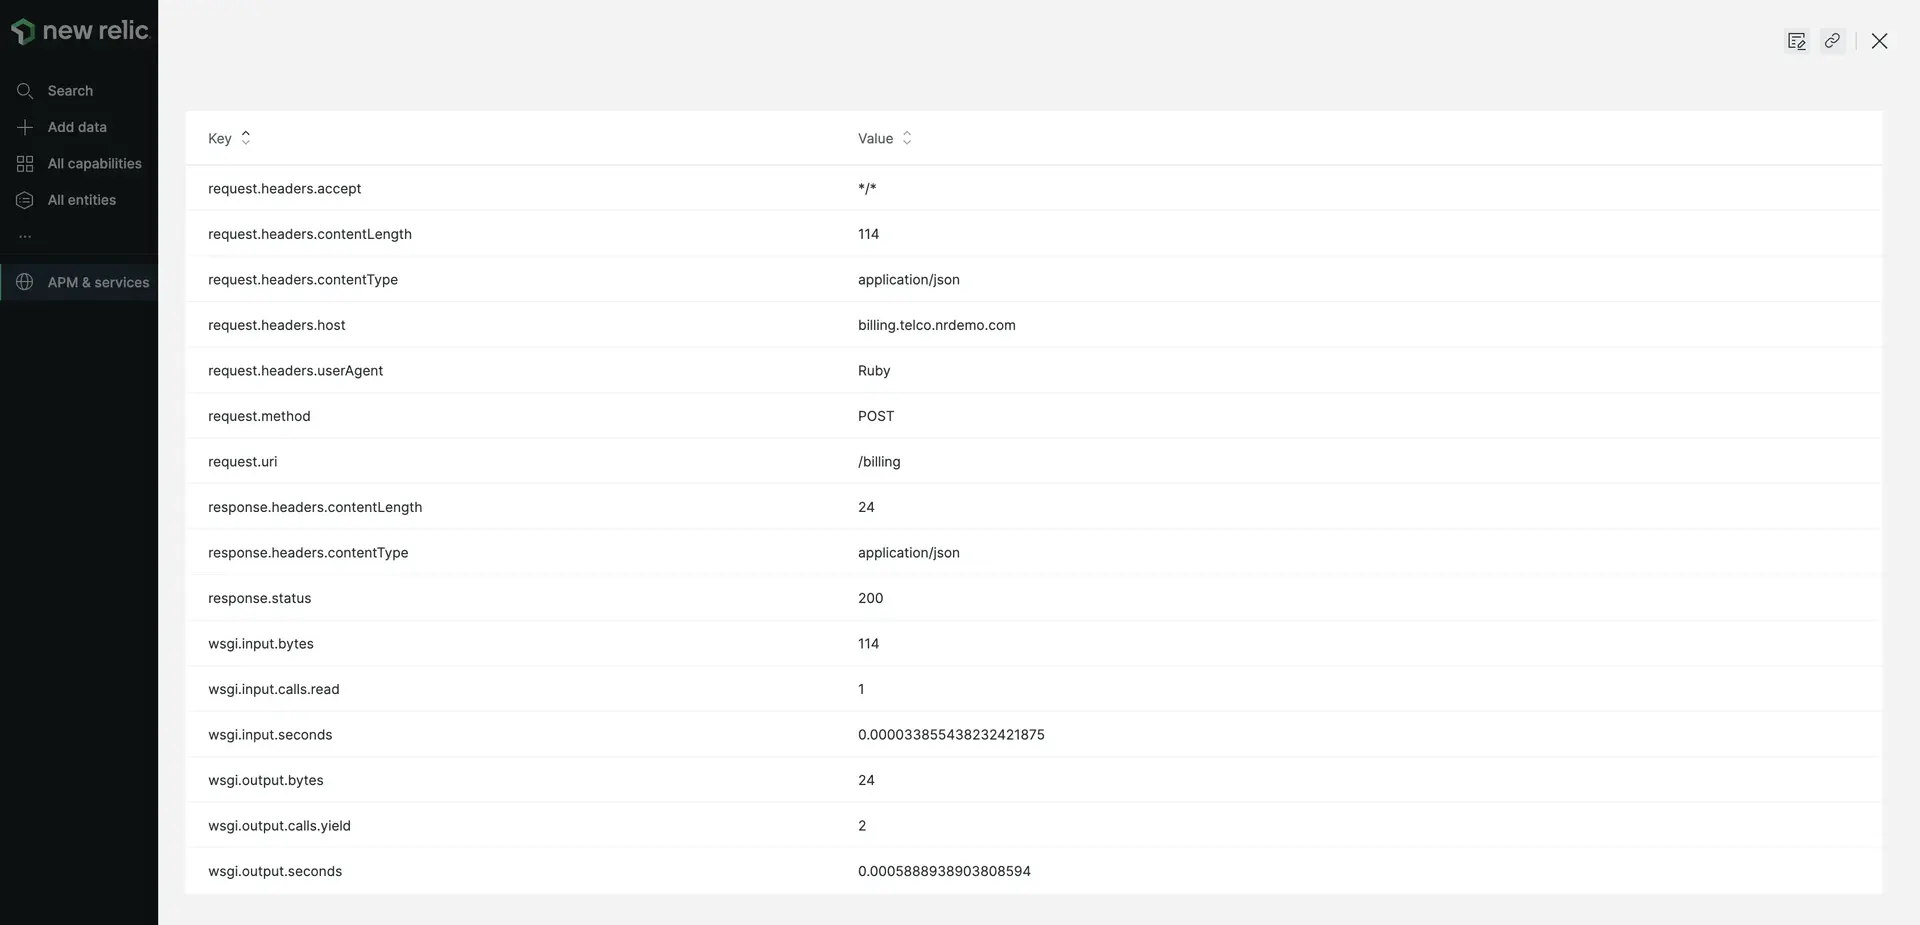 new relic
Search
Add data
All capabilities
All entities
...
APM & services
Key Value
request.headers.accept */*
request.headers.contentLength 114
request.headers.contentType application/json
request.headers.host billing.telco.nrdemo.com
request.headers.userAgent Ruby
request.method POST
request.uri /billing
response.headers.contentLength 24
response.headers.contentType application/json
response.status 200
wsgi.input.bytes 114
wsgi.input.calls.read 1
wsgi.input.seconds 0.000033855438232421875
wsgi.output.bytes 24
wsgi.output.calls.yield 2
wsgi.output.seconds 0.0005888938903808594